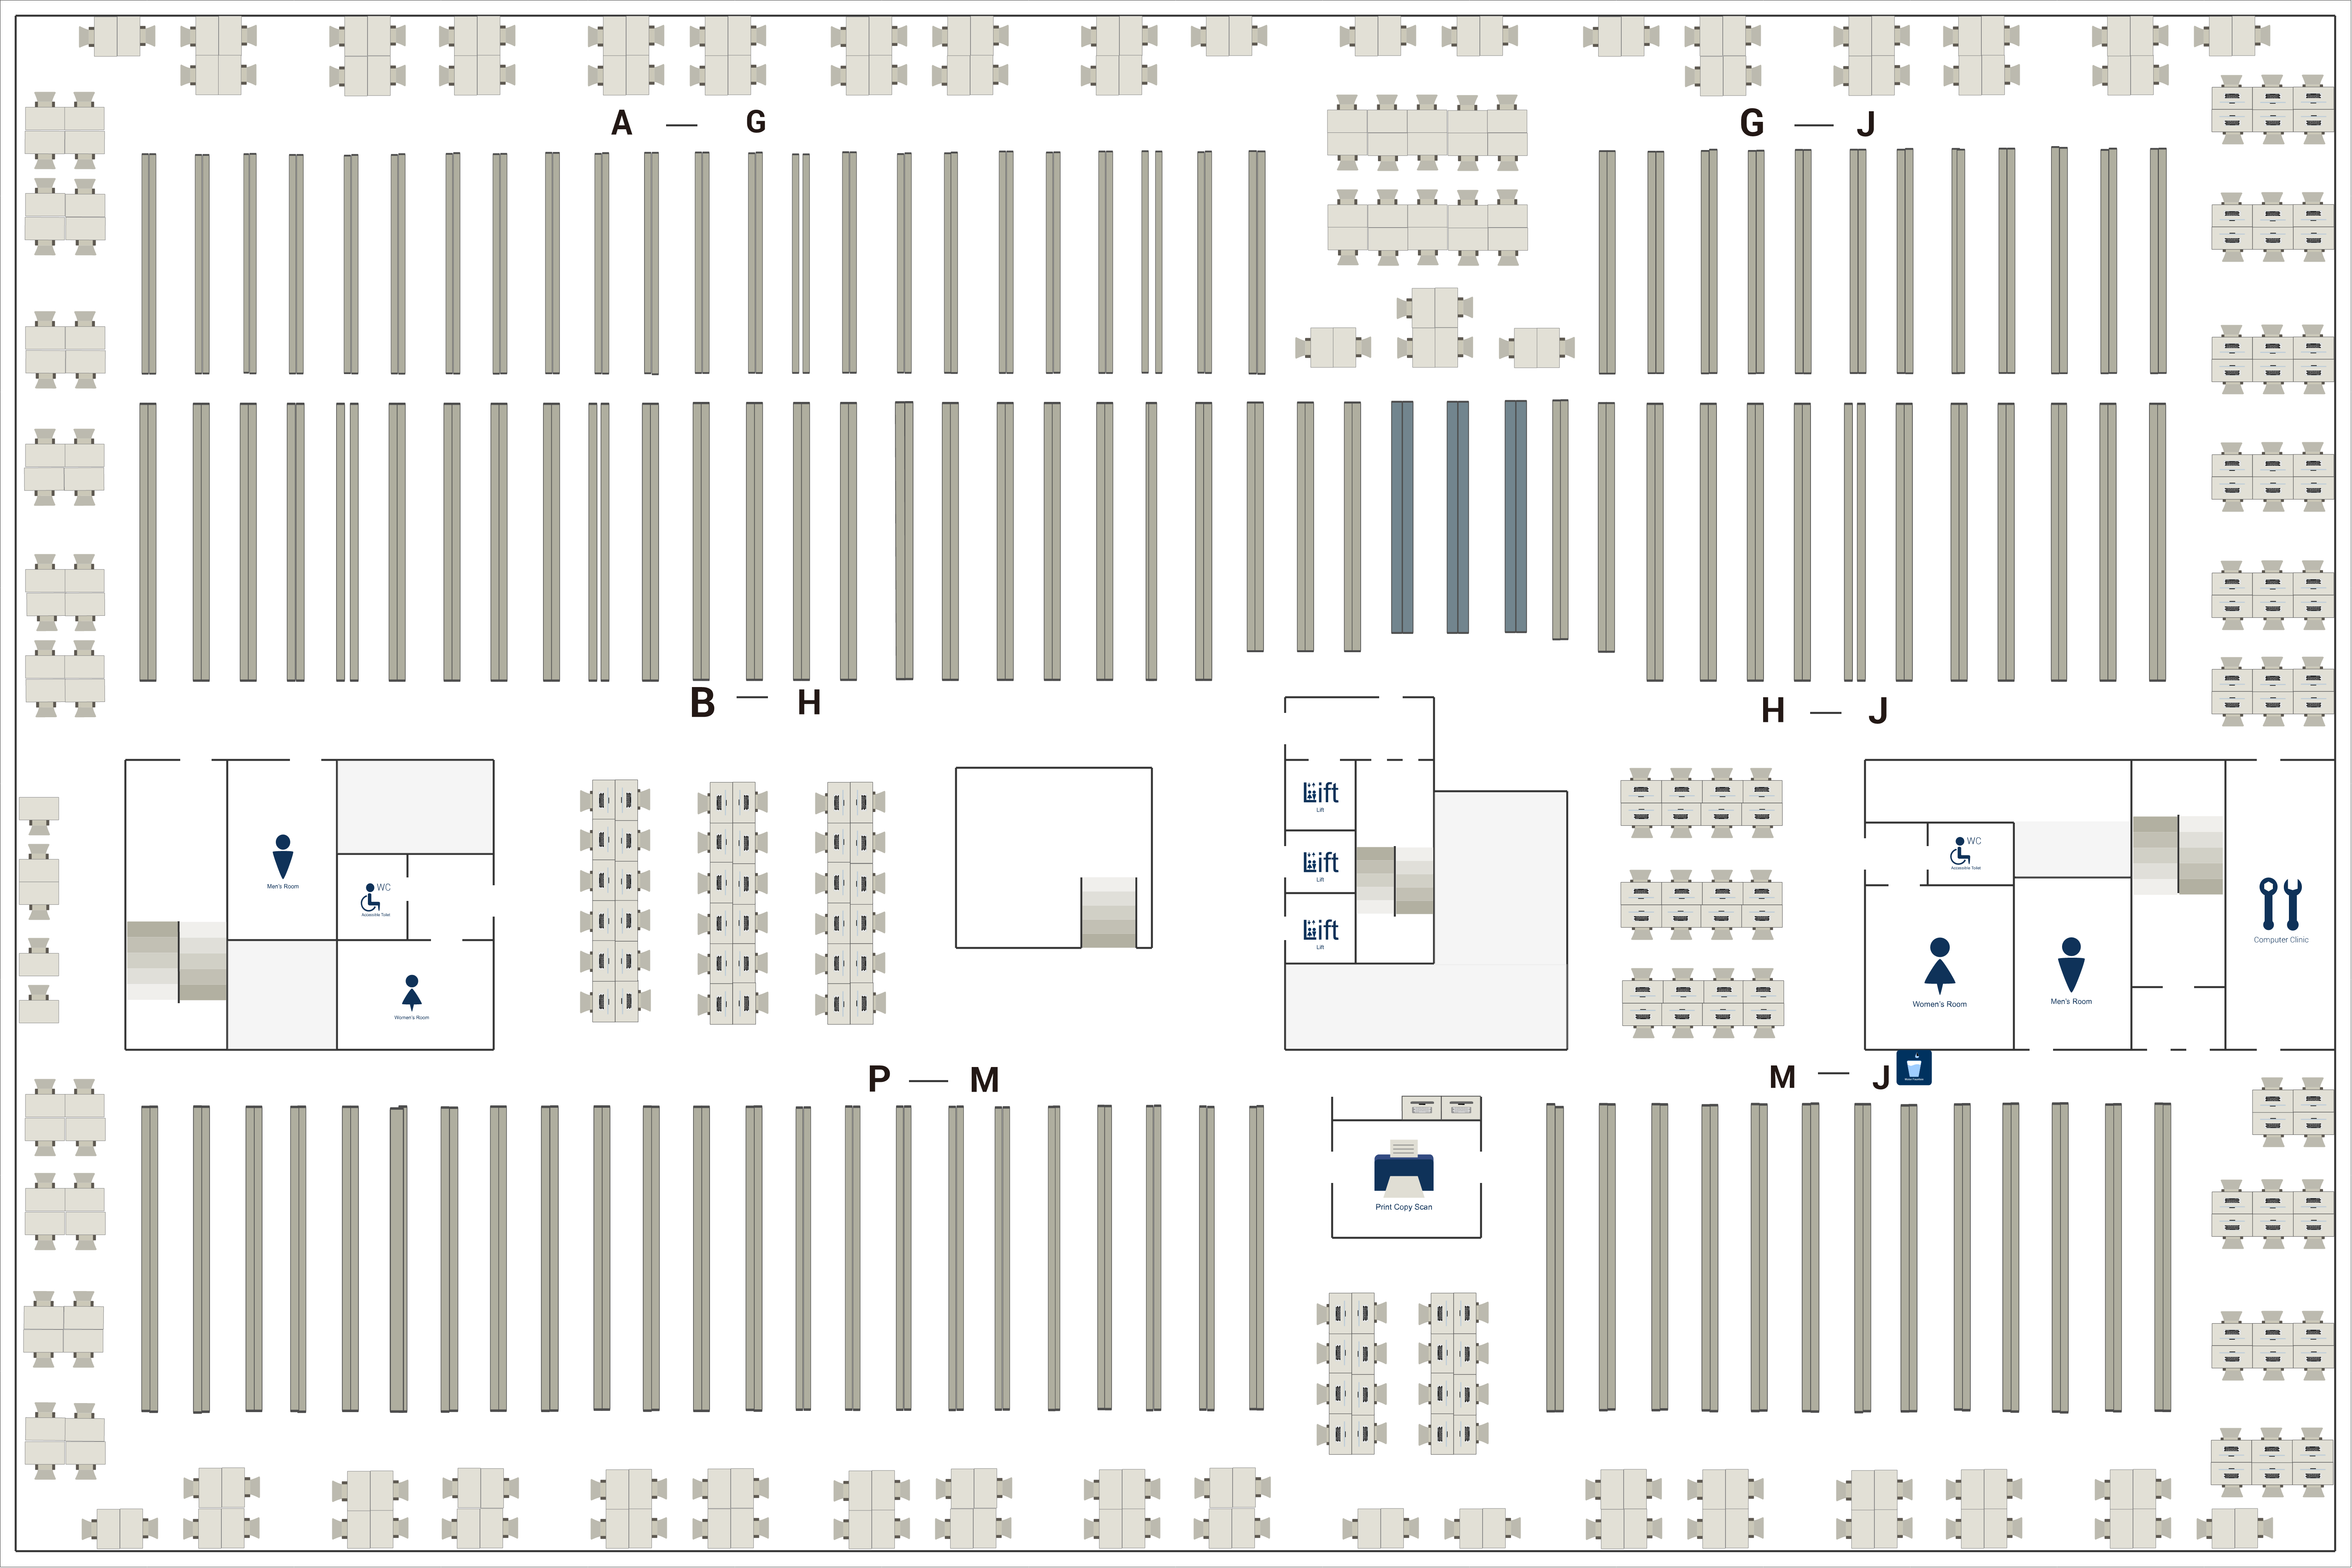 A — G
G — J
B — H
H — J
Lift
Lift
Lift
Lift
Lift
Lift
Men's Room
WC
Accessible Toilet
Women's Room
WC
Accessible Toilet
Women's Room
Men's Room
Computer Clinic
P — M
M — J
Water Fountain
Print Copy Scan